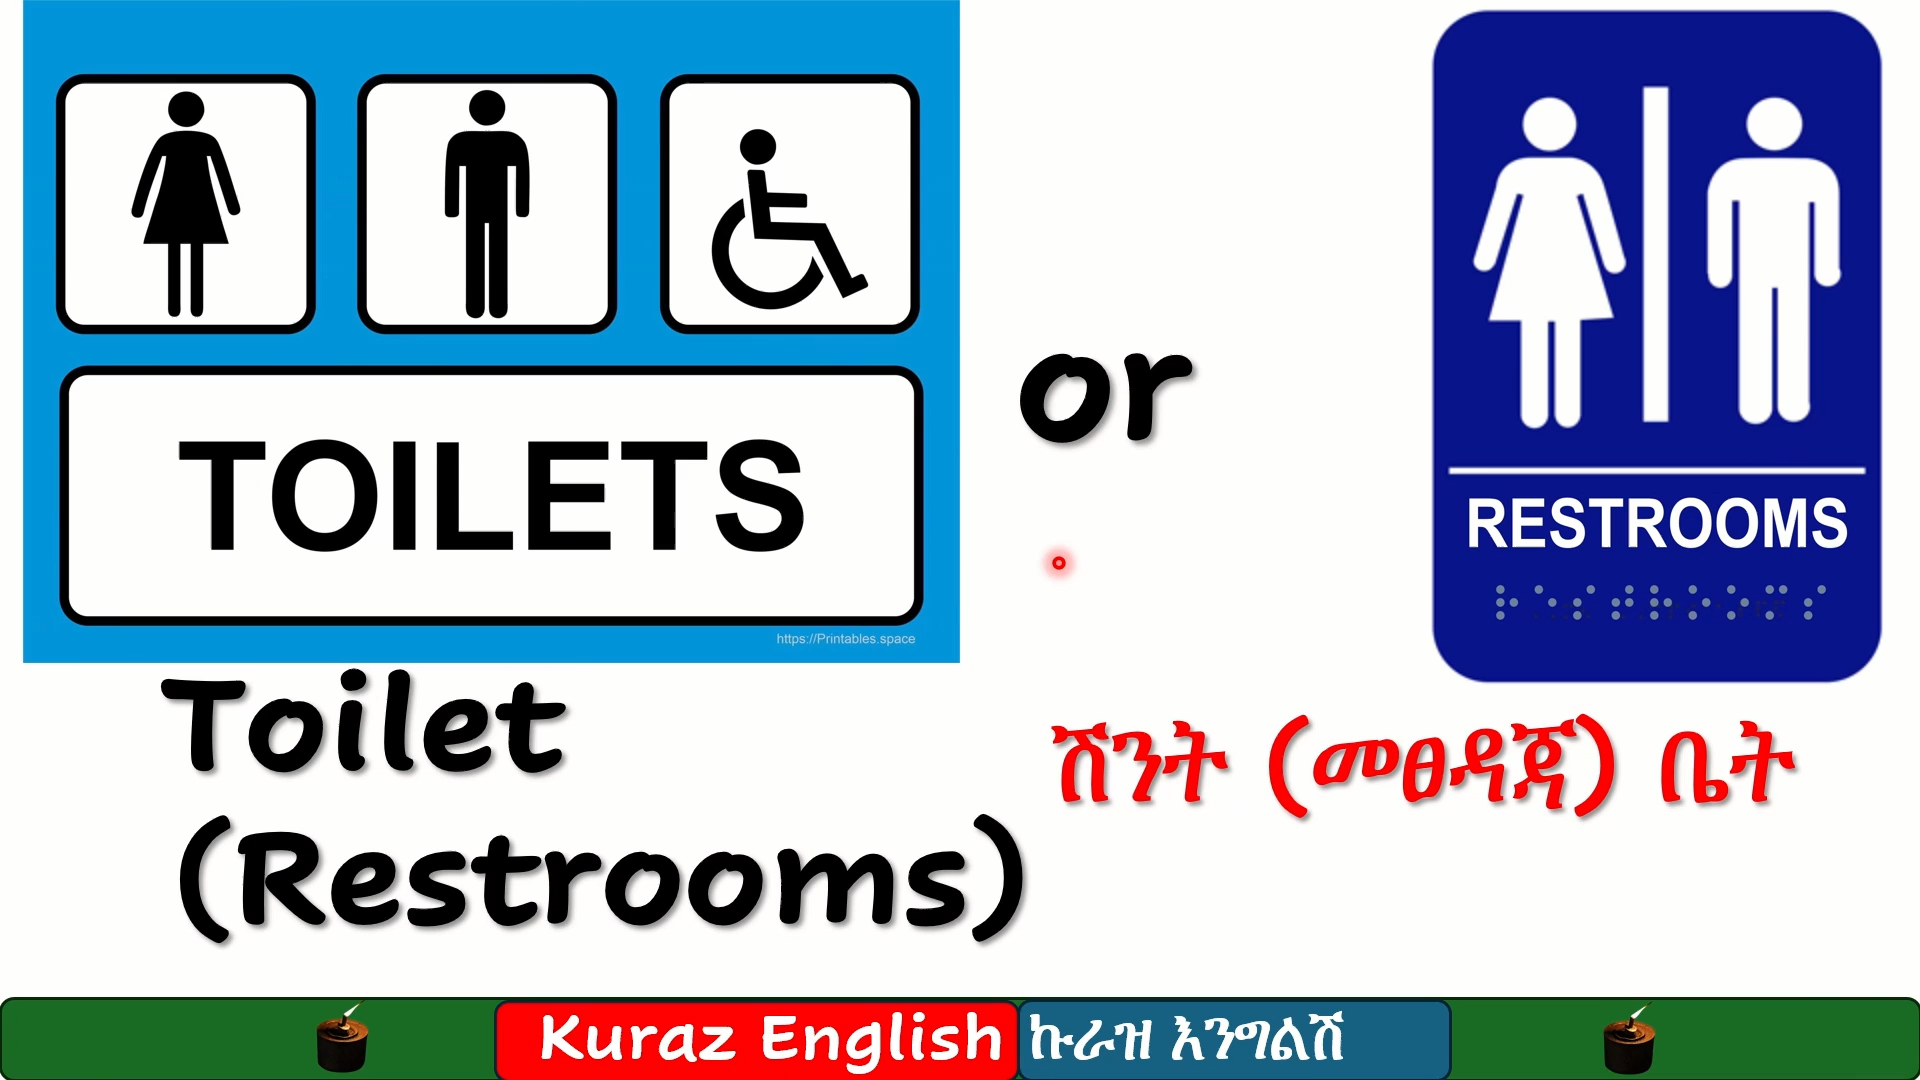 TOILETS
https://Printables.space
or
RESTROOMS
Toilet
(Restrooms)
ሽንት (መፀዳጃ) ቤት
Kuraz English ኩራዝ እንግልሽ